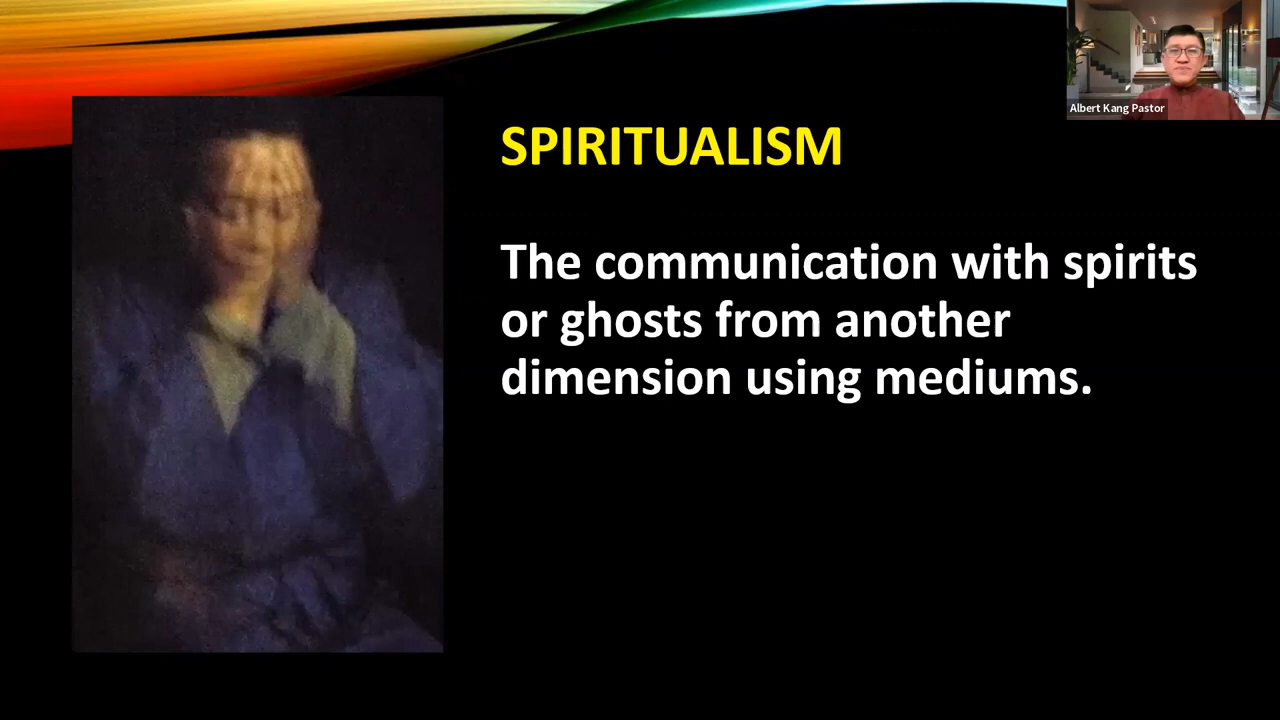 Albert Kang Pastor
SPIRITUALISM
The communication with spirits
or ghosts from another
dimension using mediums.